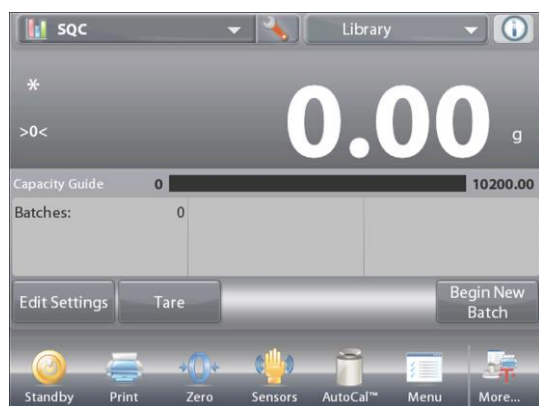 SQC Library
*
>0<
0.00 g
Capacity Guide 0 10200.00
Batches: 0
Edit Settings Tare Begin New
Batch
Standby Print Zero Sensors AutoCal™ Menu More...